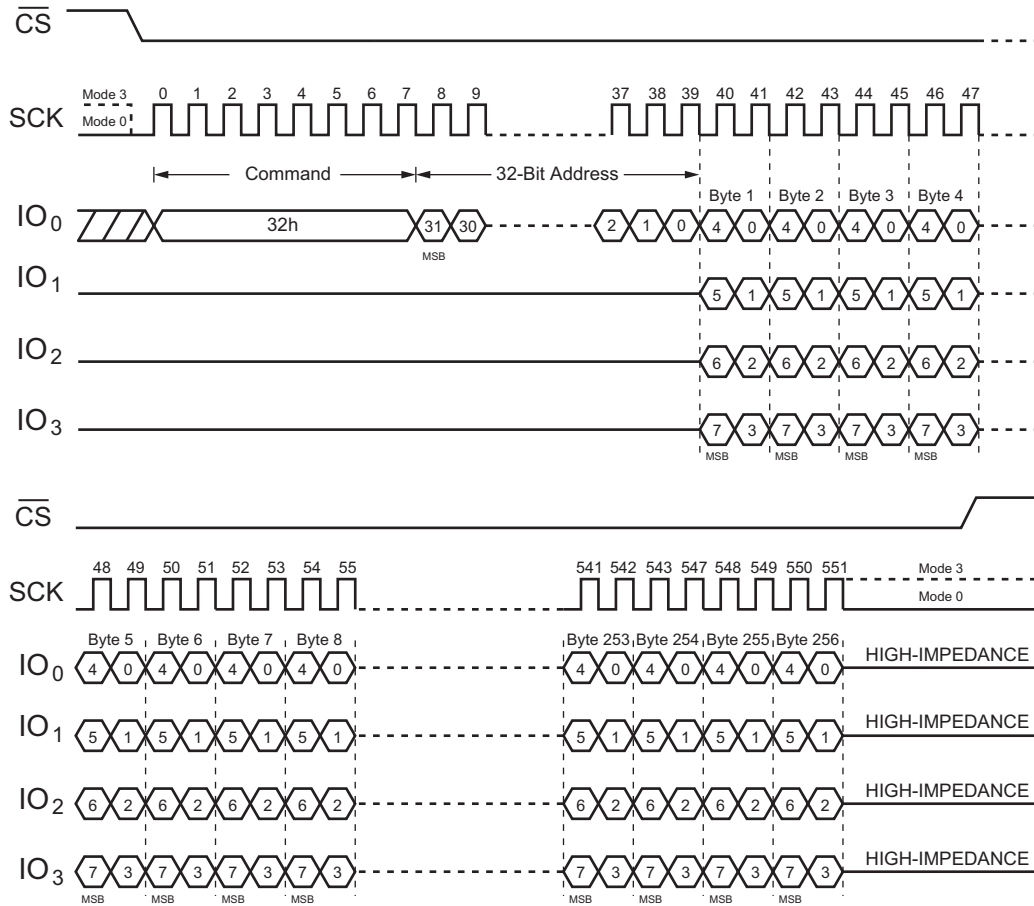 CS
Mode 3
Mode 0
SCK
0 1 2 3 4 5 6 7 8 9 37 38 39 40 41 42 43 44 45 46 47
Command 32-Bit Address
Byte 1 Byte 2 Byte 3 Byte 4
IO0 32h 31 30 2 1 0 4 0 4 0 4 0 4 0
MSB
IO1 5 1 5 1 5 1 5 1
IO2 6 2 6 2 6 2 6 2
IO3 7 3 7 3 7 3 7 3
MSB MSB MSB MSB
CS
48 49 50 51 52 53 54 55 541 542 543 547 548 549 550 551
SCK
Mode 3
Mode 0
Byte 5 Byte 6 Byte 7 Byte 8 Byte 253 Byte 254 Byte 255 Byte 256
IO0 4 0 4 0 4 0 4 0 4 0 4 0 4 0 4 0 HIGH-IMPEDANCE
IO1 5 1 5 1 5 1 5 1 5 1 5 1 5 1 5 1 HIGH-IMPEDANCE
IO2 6 2 6 2 6 2 6 2 6 2 6 2 6 2 6 2 HIGH-IMPEDANCE
IO3 7 3 7 3 7 3 7 3 7 3 7 3 7 3 7 3 HIGH-IMPEDANCE
MSB MSB MSB MSB MSB MSB MSB MSB